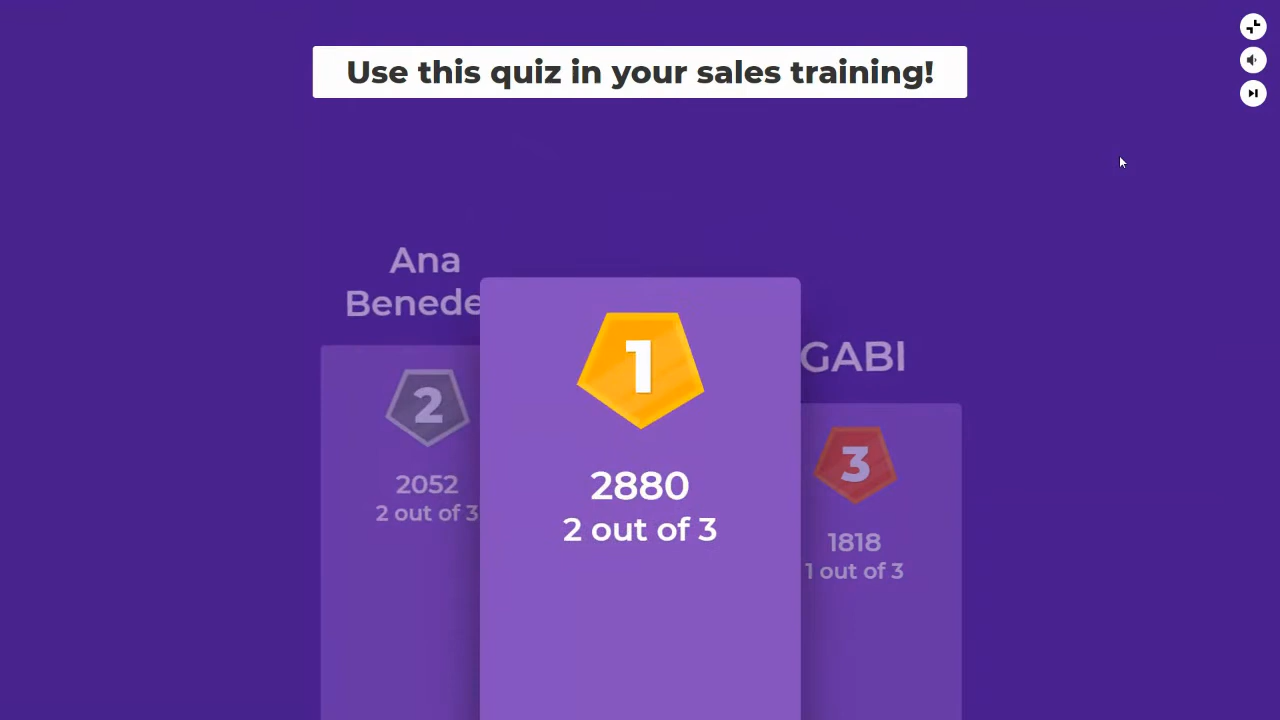 Use this quiz in your sales training!
Ana
Benede
GABI
1
2
3
2880
2 out of 3
2052
2 out of 3
1818
1 out of 3